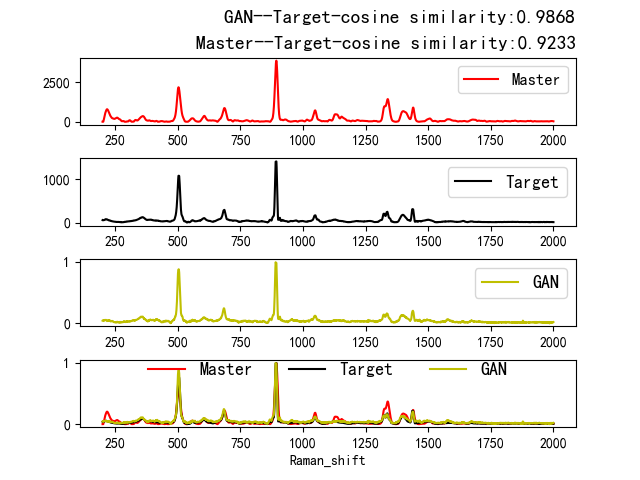 GAN--Target-cosine similarity:0.9868
Master--Target-cosine similarity:0.9233
2500
0
Master
250 500 750 1000 1250 1500 1750 2000
1000
0
Target
250 500 750 1000 1250 1500 1750 2000
1
0
GAN
250 500 750 1000 1250 1500 1750 2000
1
0
Master Target GAN
250 500 750 1000 1250 1500 1750 2000
Raman_shift